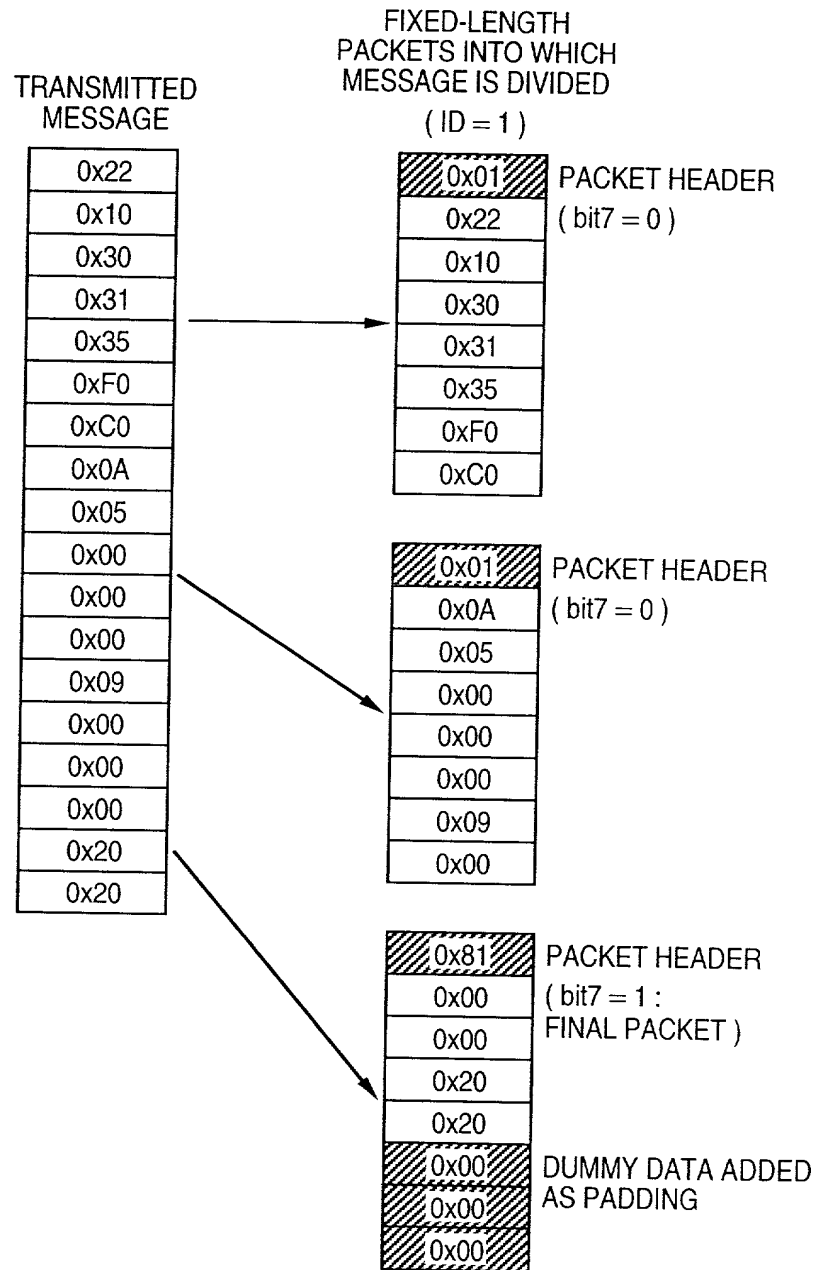 TRANSMITTED
MESSAGE
0x22
0x10
0x30
0x31
0x35
0xF0
0xC0
0x0A
0x05
0x00
0x00
0x00
0x09
0x00
0x00
0x00
0x20
0x20
FIXED-LENGTH
PACKETS INTO WHICH
MESSAGE IS DIVIDED
( ID = 1 )
0x01 PACKET HEADER
0x22 ( bit7 = 0 )
0x10
0x30
0x31
0x35
0xF0
0xC0
0x01 PACKET HEADER
0x0A ( bit7 = 0 )
0x05
0x00
0x00
0x00
0x09
0x00
0x81 PACKET HEADER
0x00 ( bit7 = 1 :
0x00 FINAL PACKET )
0x20
0x20
0x00 DUMMY DATA ADDED
0x00 AS PADDING
0x00